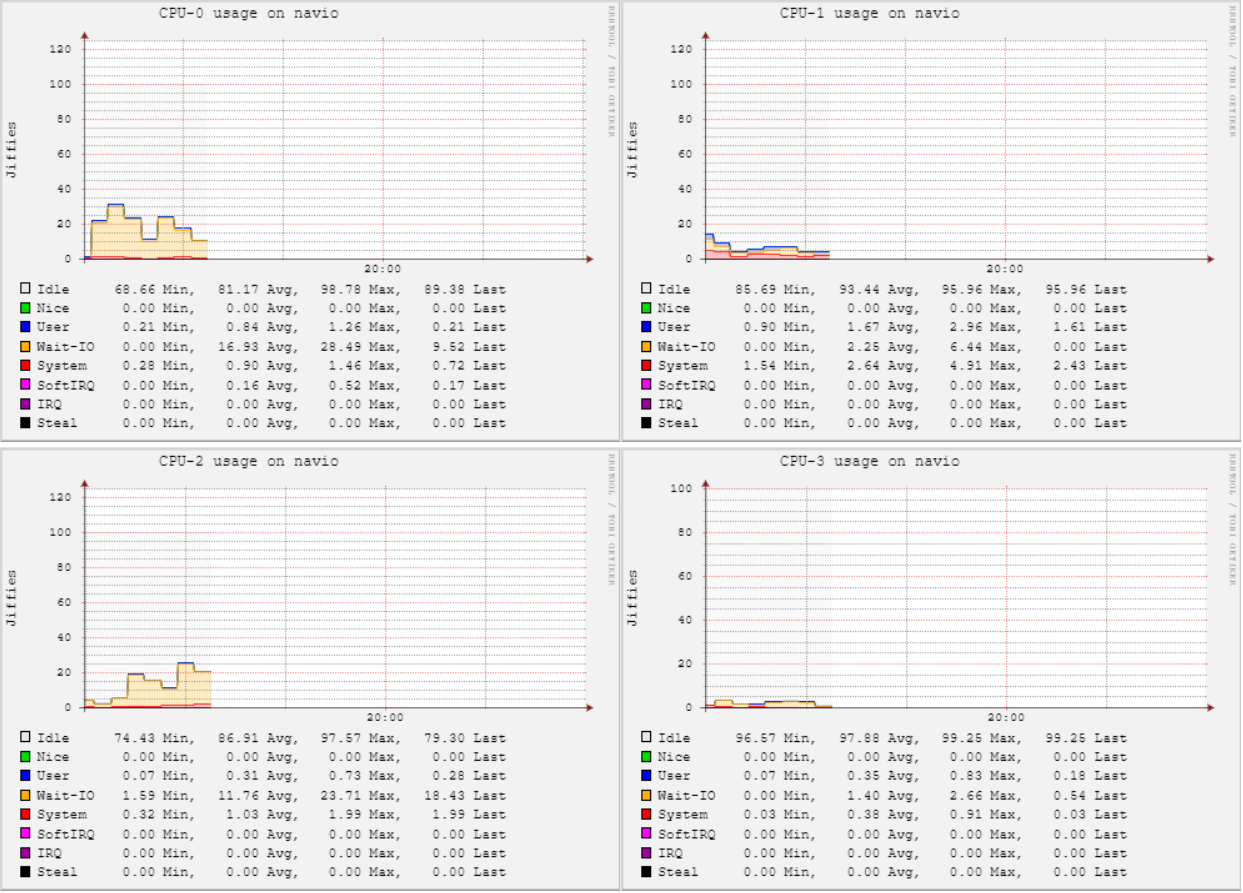 CPU-0 usage on navio
RRDTOOL / TOBI OETIKER
Jiffies
120
100
80
60
40
20
0
20:00
Idle 68.66 Min, 81.17 Avg, 98.78 Max, 89.38 Last
Nice 0.00 Min, 0.00 Avg, 0.00 Max, 0.00 Last
User 0.21 Min, 0.84 Avg, 1.26 Max, 0.21 Last
Wait-IO 0.00 Min, 16.93 Avg, 28.49 Max, 9.52 Last
System 0.28 Min, 0.90 Avg, 1.46 Max, 0.72 Last
SoftIRQ 0.00 Min, 0.16 Avg, 0.52 Max, 0.17 Last
IRQ 0.00 Min, 0.00 Avg, 0.00 Max, 0.00 Last
Steal 0.00 Min, 0.00 Avg, 0.00 Max, 0.00 Last
CPU-1 usage on navio
RRDTOOL / TOBI OETIKER
Jiffies
120
100
80
60
40
20
0
20:00
Idle 85.69 Min, 93.44 Avg, 95.96 Max, 95.96 Last
Nice 0.00 Min, 0.00 Avg, 0.00 Max, 0.00 Last
User 0.90 Min, 1.67 Avg, 2.96 Max, 1.61 Last
Wait-IO 0.00 Min, 2.25 Avg, 6.44 Max, 0.00 Last
System 1.54 Min, 2.64 Avg, 4.91 Max, 2.43 Last
SoftIRQ 0.00 Min, 0.00 Avg, 0.00 Max, 0.00 Last
IRQ 0.00 Min, 0.00 Avg, 0.00 Max, 0.00 Last
Steal 0.00 Min, 0.00 Avg, 0.00 Max, 0.00 Last
CPU-2 usage on navio
RRDTOOL / TOBI OETIKER
Jiffies
120
100
80
60
40
20
0
20:00
Idle 74.43 Min, 86.91 Avg, 97.57 Max, 79.30 Last
Nice 0.00 Min, 0.00 Avg, 0.00 Max, 0.00 Last
User 0.07 Min, 0.31 Avg, 0.73 Max, 0.28 Last
Wait-IO 1.59 Min, 11.76 Avg, 23.71 Max, 18.43 Last
System 0.32 Min, 1.03 Avg, 1.99 Max, 1.99 Last
SoftIRQ 0.00 Min, 0.00 Avg, 0.00 Max, 0.00 Last
IRQ 0.00 Min, 0.00 Avg, 0.00 Max, 0.00 Last
Steal 0.00 Min, 0.00 Avg, 0.00 Max, 0.00 Last
CPU-3 usage on navio
RRDTOOL / TOBI OETIKER
Jiffies
100
80
60
40
20
0
20:00
Idle 96.57 Min, 97.88 Avg, 99.25 Max, 99.25 Last
Nice 0.00 Min, 0.00 Avg, 0.00 Max, 0.00 Last
User 0.07 Min, 0.35 Avg, 0.83 Max, 0.18 Last
Wait-IO 0.00 Min, 1.40 Avg, 2.66 Max, 0.54 Last
System 0.03 Min, 0.38 Avg, 0.91 Max, 0.03 Last
SoftIRQ 0.00 Min, 0.00 Avg, 0.00 Max, 0.00 Last
IRQ 0.00 Min, 0.00 Avg, 0.00 Max, 0.00 Last
Steal 0.00 Min, 0.00 Avg, 0.00 Max, 0.00 Last